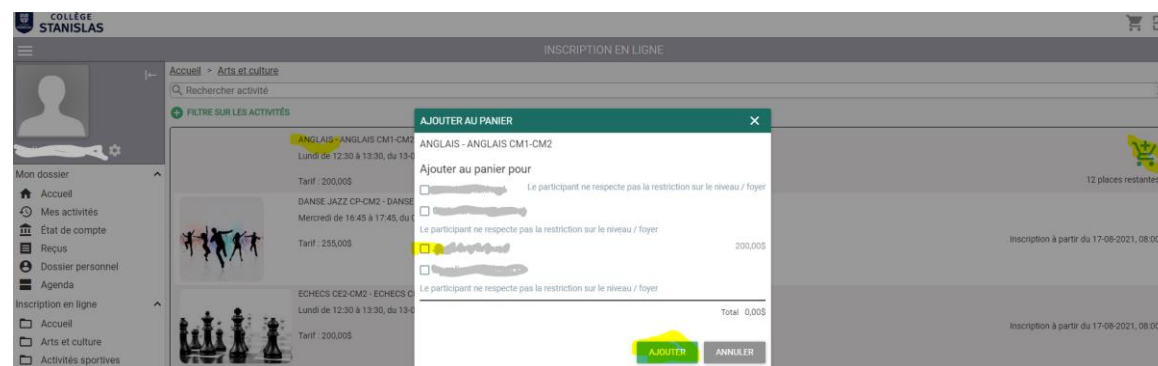 COLLÈGE
STANISLAS
INSCRIPTION EN LIGNE
Accueil > Arts et culture
Rechercher activité
FILTRE SUR LES ACTIVITÉS
ANGLAIS - ANGLAIS CM1-CM2
Lundi de 12:30 à 13:30, du 13-0
Tarif : 200,00$
12 places restantes
DANSE JAZZ CP-CM2 - DANSE
Mercredi de 16:45 à 17:45, du
Tarif : 255,00$
Inscription à partir du 17-08-2021, 08:00
ECHECS CE2-CM2 - ECHECS C
Lundi de 12:30 à 13:30, du 13-0
Tarif : 200,00$
Inscription à partir du 17-08-2021, 08:00
Mon dossier
Accueil
Mes activités
État de compte
Reçus
Dossier personnel
Agenda
Inscription en ligne
Accueil
Arts et culture
Activités sportives
AJOUTER AU PANIER
ANGLAIS - ANGLAIS CM1-CM2
Ajouter au panier pour
Le participant ne respecte pas la restriction sur le niveau / foyer
Le participant ne respecte pas la restriction sur le niveau / foyer
200,00$
Le participant ne respecte pas la restriction sur le niveau / foyer
Total 0,00$
AJOUTER ANNULER